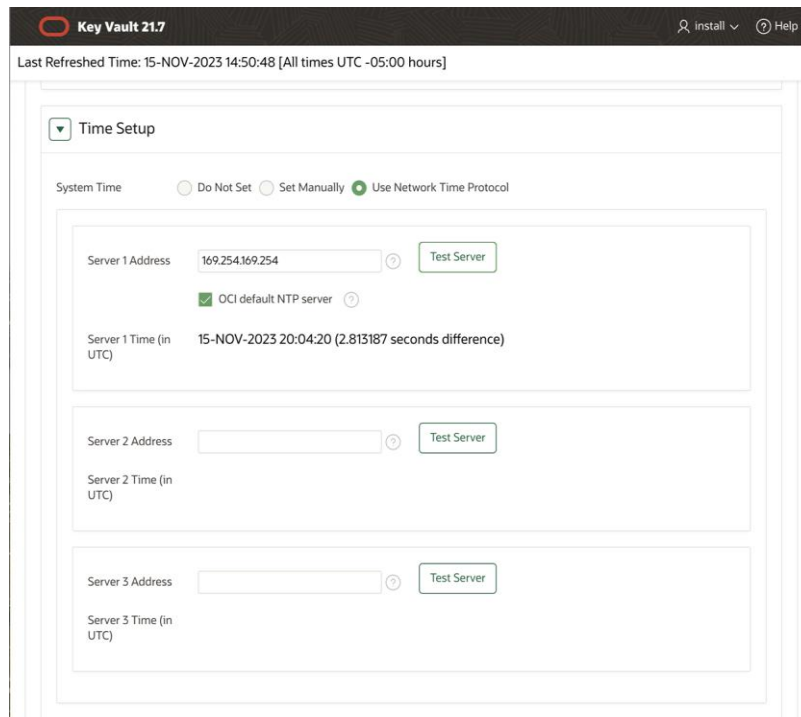 Key Vault 21.7
install
? Help
Last Refreshed Time: 15-NOV-2023 14:50:48 [All times UTC -05:00 hours]
Time Setup
System Time Do Not Set Set Manually Use Network Time Protocol
Server 1 Address 169.254.169.254 ? Test Server
OCI default NTP server ?
Server 1 Time (in
UTC)
15-NOV-2023 20:04:20 (2.813187 seconds difference)
Server 2 Address ? Test Server
Server 2 Time (in
UTC)
Server 3 Address ? Test Server
Server 3 Time (in
UTC)